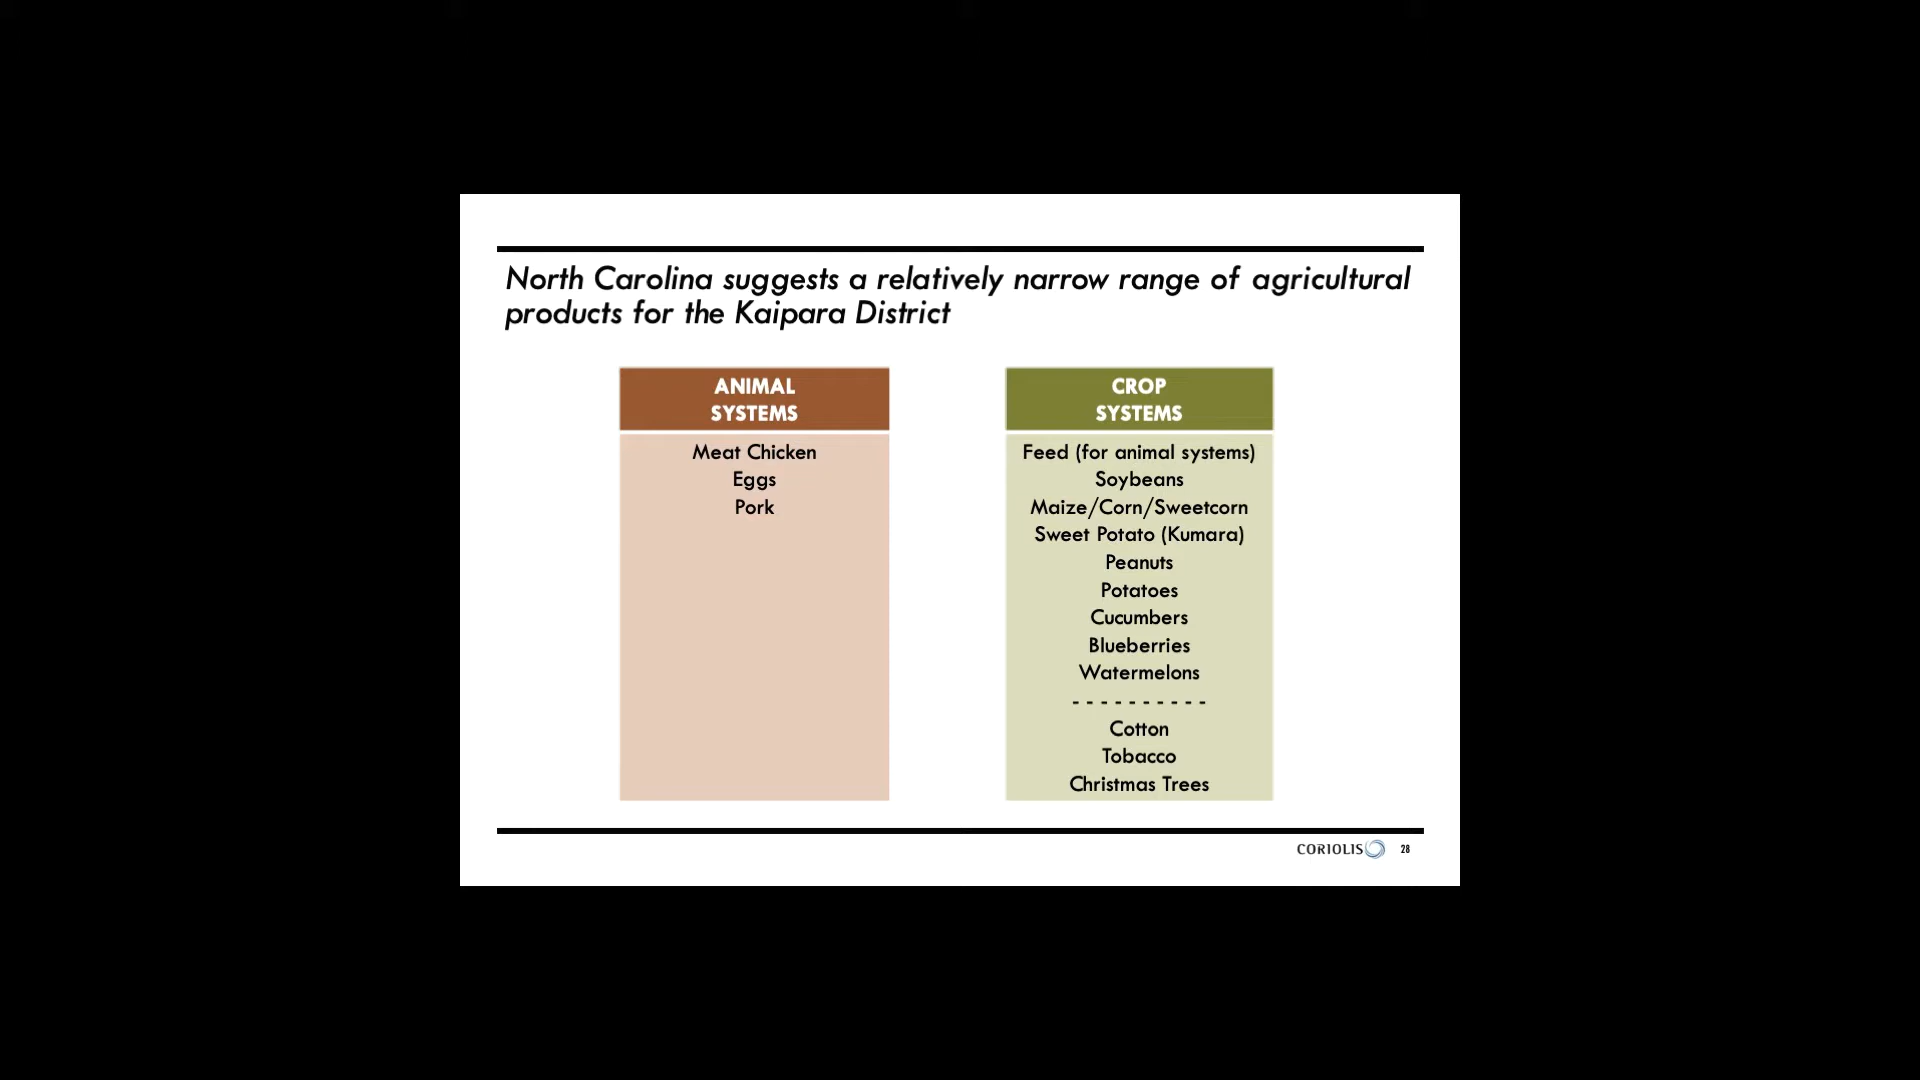 North Carolina suggests a relatively narrow range of agricultural
products for the Kaipara District
ANIMAL
SYSTEMS
Meat Chicken
Eggs
Pork
CROP
SYSTEMS
Feed (for animal systems)
Soybeans
Maize/Corn/Sweetcorn
Sweet Potato (Kumara)
Peanuts
Potatoes
Cucumbers
Blueberries
Watermelons
- - - - - - - - - -
Cotton
Tobacco
Christmas Trees
CORIOLIS 28